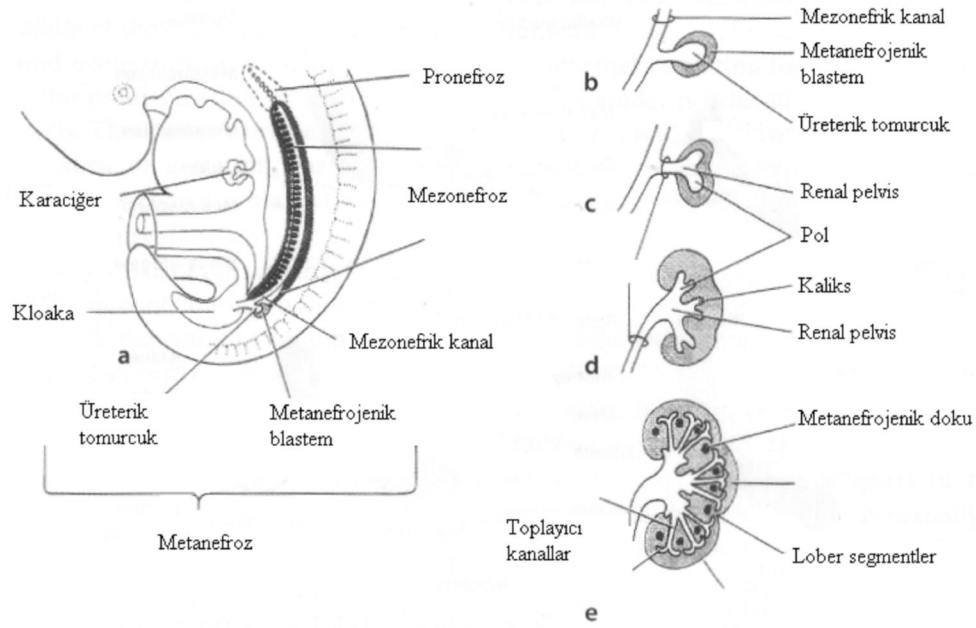 Pronefroz
Karaciğer
Mezonefroz
Kloaka
Mezonefrik kanal
a
Üreterik
tomurcuk
Metanefrojenik
blastem
Metanefroz
Mezonefrik kanal
Metanefrojenik
blastem
b
Üreterik tomurcuk
Renal pelvis
c
Pol
Kaliks
Renal pelvis
d
Metanefrojenik doku
Toplayıcı
kanallar
Lober segmentler
e